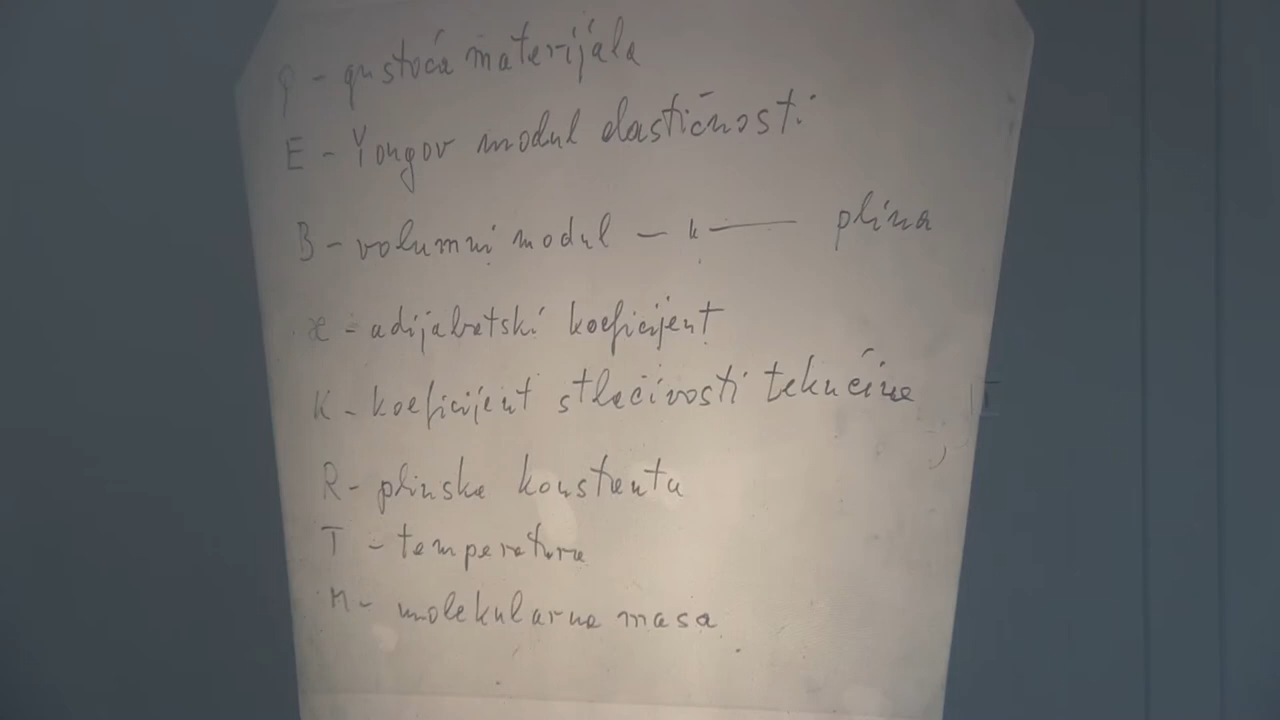 ρ - gustoća materijala
E - Yongov modul elastičnosti
B - volumni modul — " — plina
æ - adijabatski koeficijent
K - koeficijent stlačivosti tekućine
R - plinska konstanta
T - temperatura
M - molekularna masa